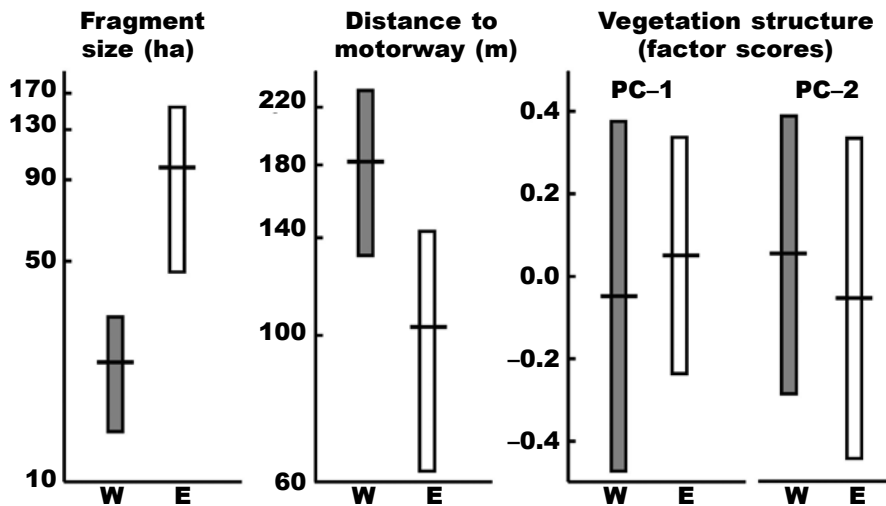 Fragment
size (ha)
170
130
90
50
10
W E
Distance to
motorway (m)
220
180
140
100
60
W E
Vegetation structure
(factor scores)
PC–1 PC–2
0.4
0.2
0.0
–0.2
–0.4
W E W E